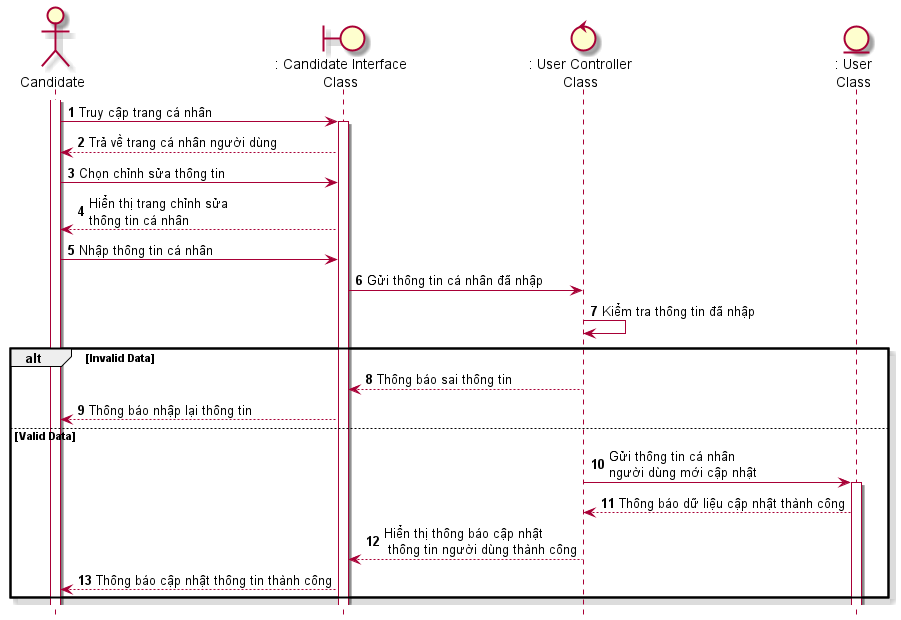 Candidate
: Candidate Interface
Class
: User Controller
Class
: User
Class
1 Truy cập trang cá nhân
2 Trả về trang cá nhân người dùng
3 Chọn chỉnh sửa thông tin
4 Hiển thị trang chỉnh sửa
thông tin cá nhân
5 Nhập thông tin cá nhân
6 Gửi thông tin cá nhân đã nhập
7 Kiểm tra thông tin đã nhập
alt [Invalid Data]
8 Thông báo sai thông tin
9 Thông báo nhập lại thông tin
[Valid Data]
10 Gửi thông tin cá nhân
người dùng mới cập nhật
11 Thông báo dữ liệu cập nhật thành công
12 Hiển thị thông báo cập nhật
thông tin người dùng thành công
13 Thông báo cập nhật thông tin thành công